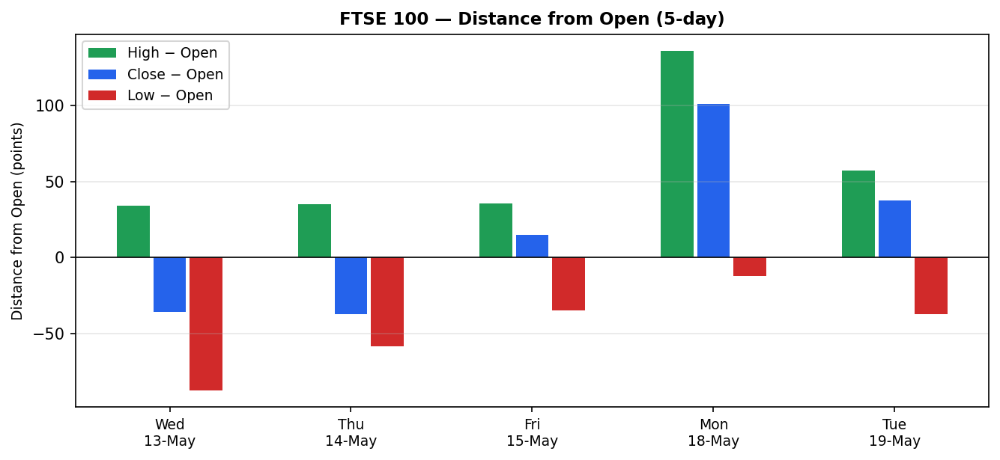 FTSE 100 — Distance from Open (5-day)
High − Open
Close − Open
Low − Open
Distance from Open (points)
100
50
0
−50
Wed
13-May
Thu
14-May
Fri
15-May
Mon
18-May
Tue
19-May